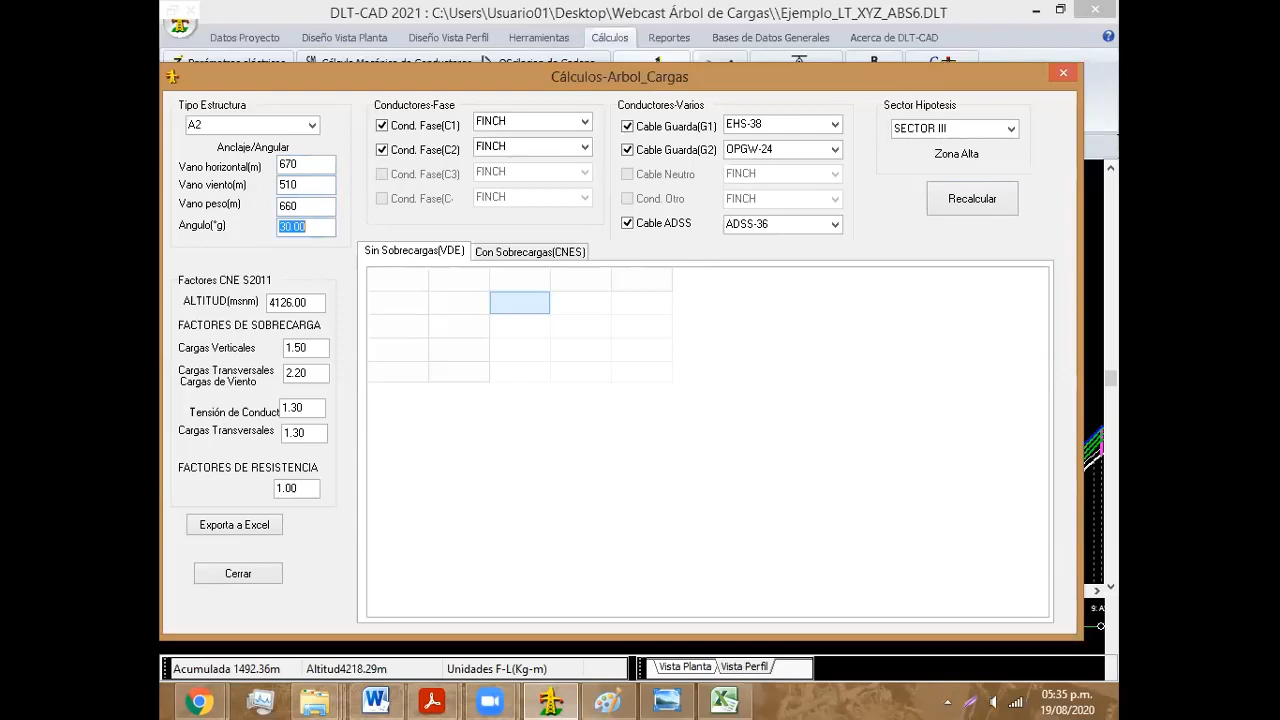 DLT-CAD 2021 : C:\Users\Usuario01\Desktop\Webcast Árbol de Cargas\\Ejemplo_LT_XYZ_ABS6.DLT
Datos Proyecto Diseño Vista Planta Diseño Vista Perfil Herramientas Cálculos Reportes Bases de Datos Generales Acerca de DLT-CAD
Cálculos-Arbol_Cargas
Tipo Estructura
A2
Anclaje/Angular
Vano horizontal(m) 670
Vano viento(m) 510
Vano peso(m) 660
Angulo(°g) 30.00
Conductores-Fase
Cond. Fase(C1) FINCH
Cond. Fase(C2) FINCH
Cond. Fase(C3) FINCH
Cond. Fase(C FINCH
Conductores-Varios
Cable Guarda(G1) EHS-38
Cable Guarda(G2) OPGW-24
Cable Neutro FINCH
Cond. Otro FINCH
Cable ADSS ADSS-36
Sector Hipotesis
SECTOR III
Zona Alta
Recalcular
Sin Sobrecargas(VDE) Con Sobrecargas(CNES)
Factores CNE S2011
ALTITUD(msnm) 4126.00
FACTORES DE SOBRECARGA
Cargas Verticales 1.50
Cargas Transversales
Cargas de Viento 2.20
Tensión de Conduct 1.30
Cargas Transversales 1.30
FACTORES DE RESISTENCIA
1.00
Exporta a Excel
Cerrar
Acumulada 1492.36m Altitud4218.29m Unidades F-L(Kg-m) Vista Planta Vista Perfil
05:35 p.m.
19/08/2020